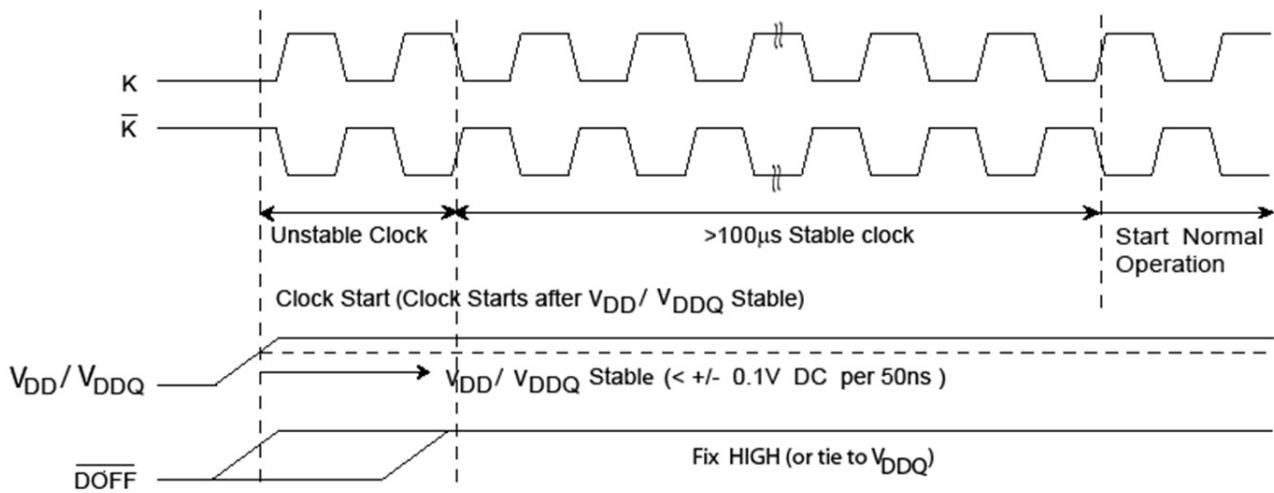 K
K̅
Unstable Clock
>100μs Stable clock
Start Normal
Operation
Clock Start (Clock Starts after VDD/ VDDQ Stable)
VDD/ VDDQ
VDD/ VDDQ Stable (< +/- 0.1V DC per 50ns )
D̅O̅F̅F̅
Fix HIGH (or tie to VDDQ)